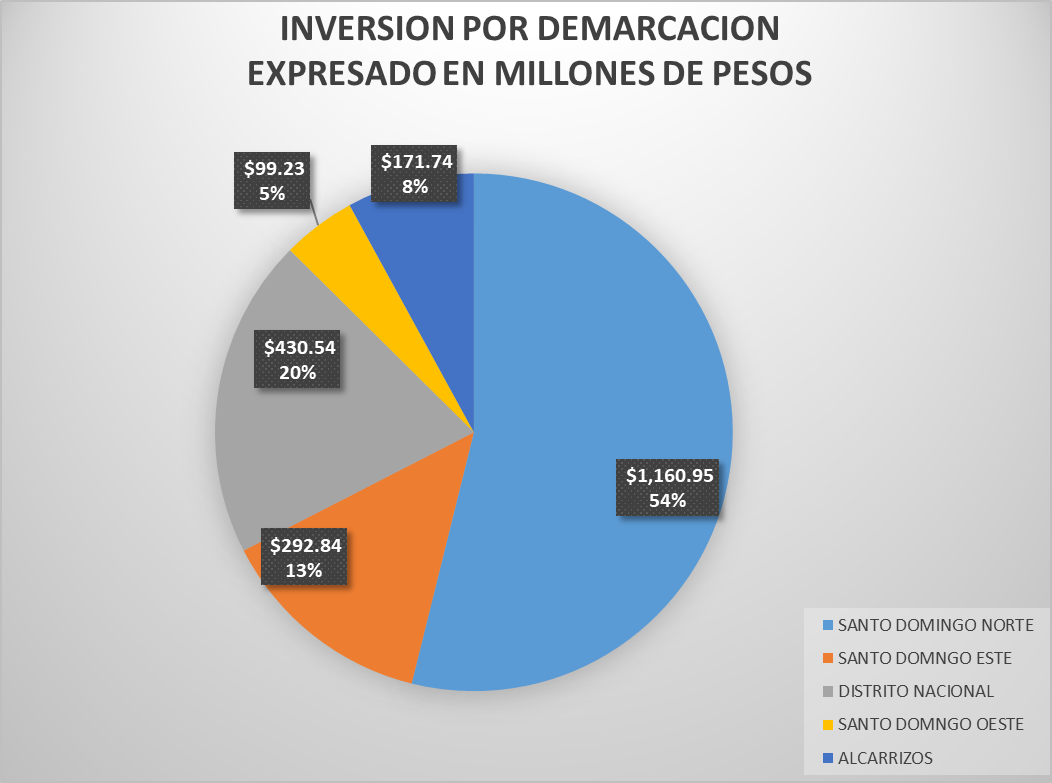 INVERSION POR DEMARCACION
EXPRESADO EN MILLONES DE PESOS
$99.23
5%
$171.74
8%
$430.54
20%
$1,160.95
54%
$292.84
13%
SANTO DOMINGO NORTE
SANTO DOMNGO ESTE
DISTRITO NACIONAL
SANTO DOMNGO OESTE
ALCARRIZOS